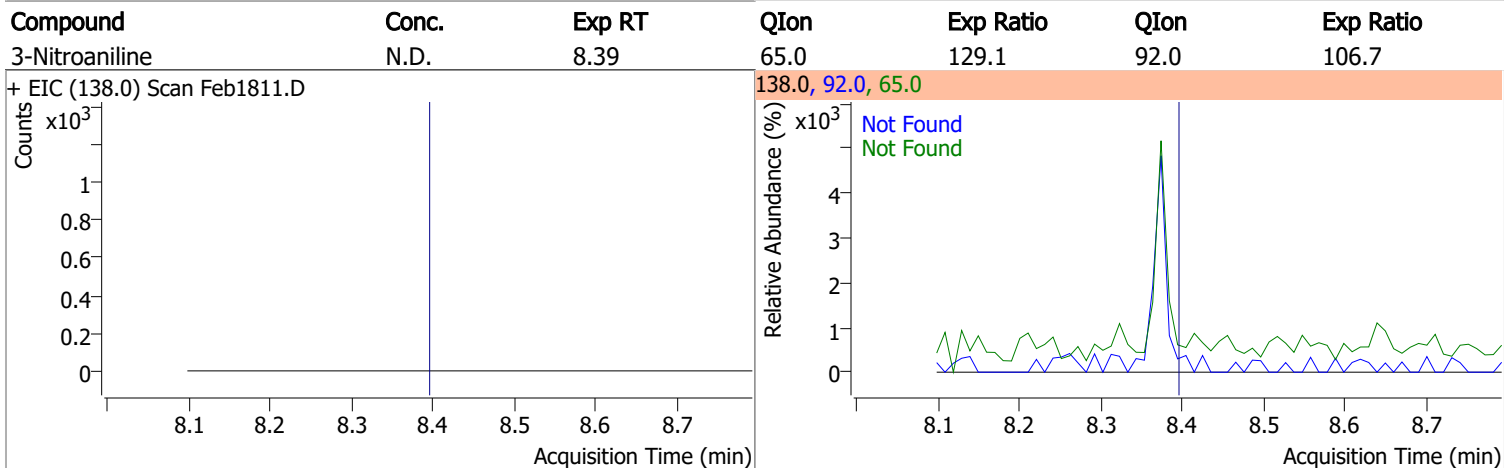 Compound Conc. Exp RT QIon Exp Ratio QIon Exp Ratio
3-Nitroaniline N.D. 8.39 65.0 129.1 92.0 106.7
+ EIC (138.0) Scan Feb1811.D
Counts
x10³
1
0.8
0.6
0.4
0.2
0
8.1 8.2 8.3 8.4 8.5 8.6 8.7
Acquisition Time (min)
138.0, 92.0, 65.0
Relative Abundance (%)
x10³
Not Found
Not Found
4
3
2
1
0
8.1 8.2 8.3 8.4 8.5 8.6 8.7
Acquisition Time (min)